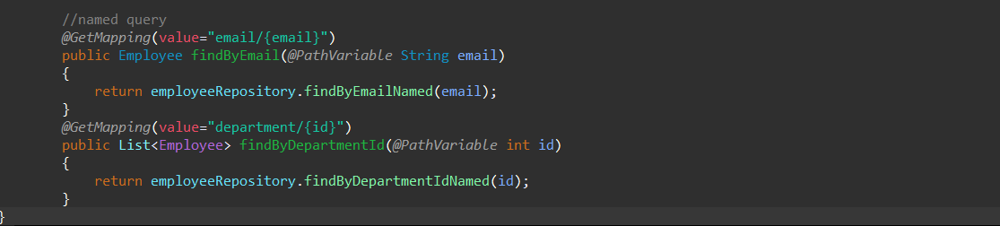 //named query
@GetMapping(value="email/{email}")
public Employee findByEmail(@PathVariable String email)
{
return employeeRepository.findByEmailNamed(email);
}
@GetMapping(value="department/{id}")
public List<Employee> findByDepartmentId(@PathVariable int id)
{
return employeeRepository.findByDepartmentIdNamed(id);
}
}